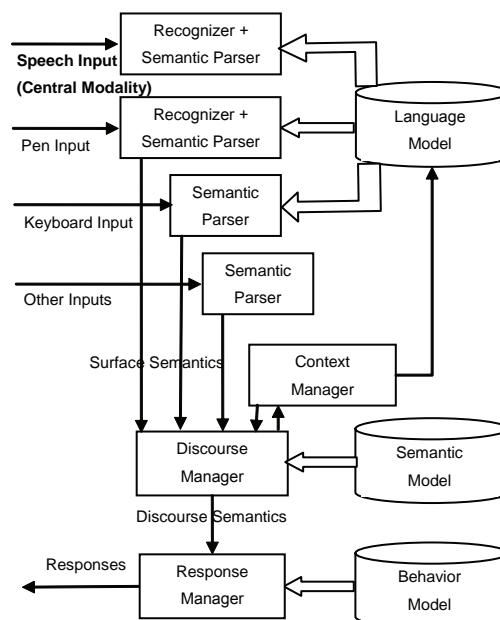 Recognizer +
Semantic Parser
Speech Input
(Central Modality)
Recognizer +
Semantic Parser
Pen Input
Language
Model
Semantic
Parser
Keyboard Input
Semantic
Parser
Other Inputs
Surface Semantics
Context
Manager
Discourse
Manager
Semantic
Model
Discourse Semantics
Responses
Response
Manager
Behavior
Model